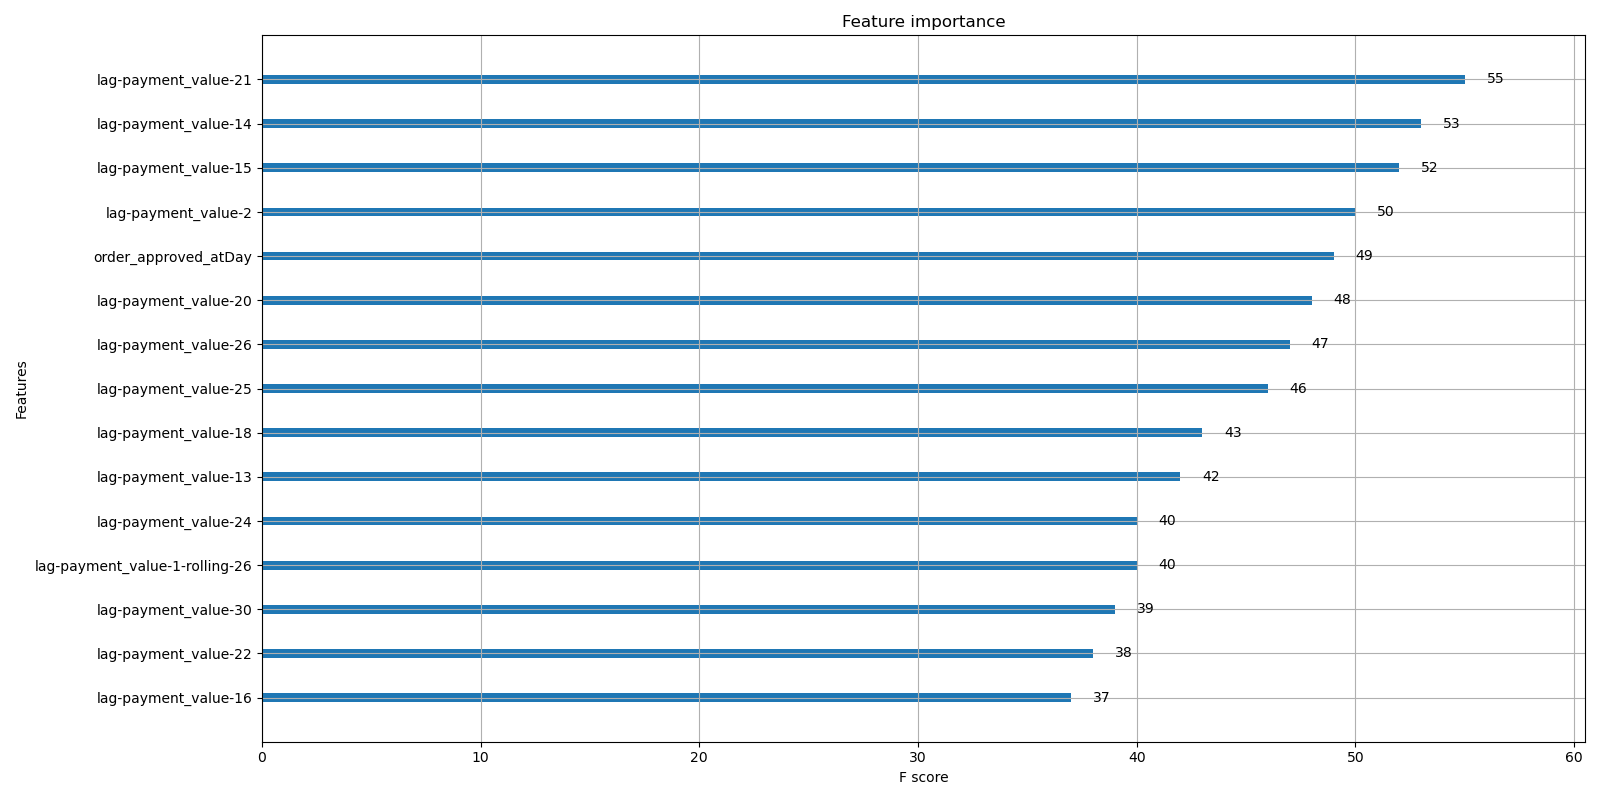 Feature importance
Features
lag-payment_value-21 55
lag-payment_value-14 53
lag-payment_value-15 52
lag-payment_value-2 50
order_approved_atDay 49
lag-payment_value-20 48
lag-payment_value-26 47
lag-payment_value-25 46
lag-payment_value-18 43
lag-payment_value-13 42
lag-payment_value-24 40
lag-payment_value-1-rolling-26 40
lag-payment_value-30 39
lag-payment_value-22 38
lag-payment_value-16 37
0 10 20 30 40 50 60
F score